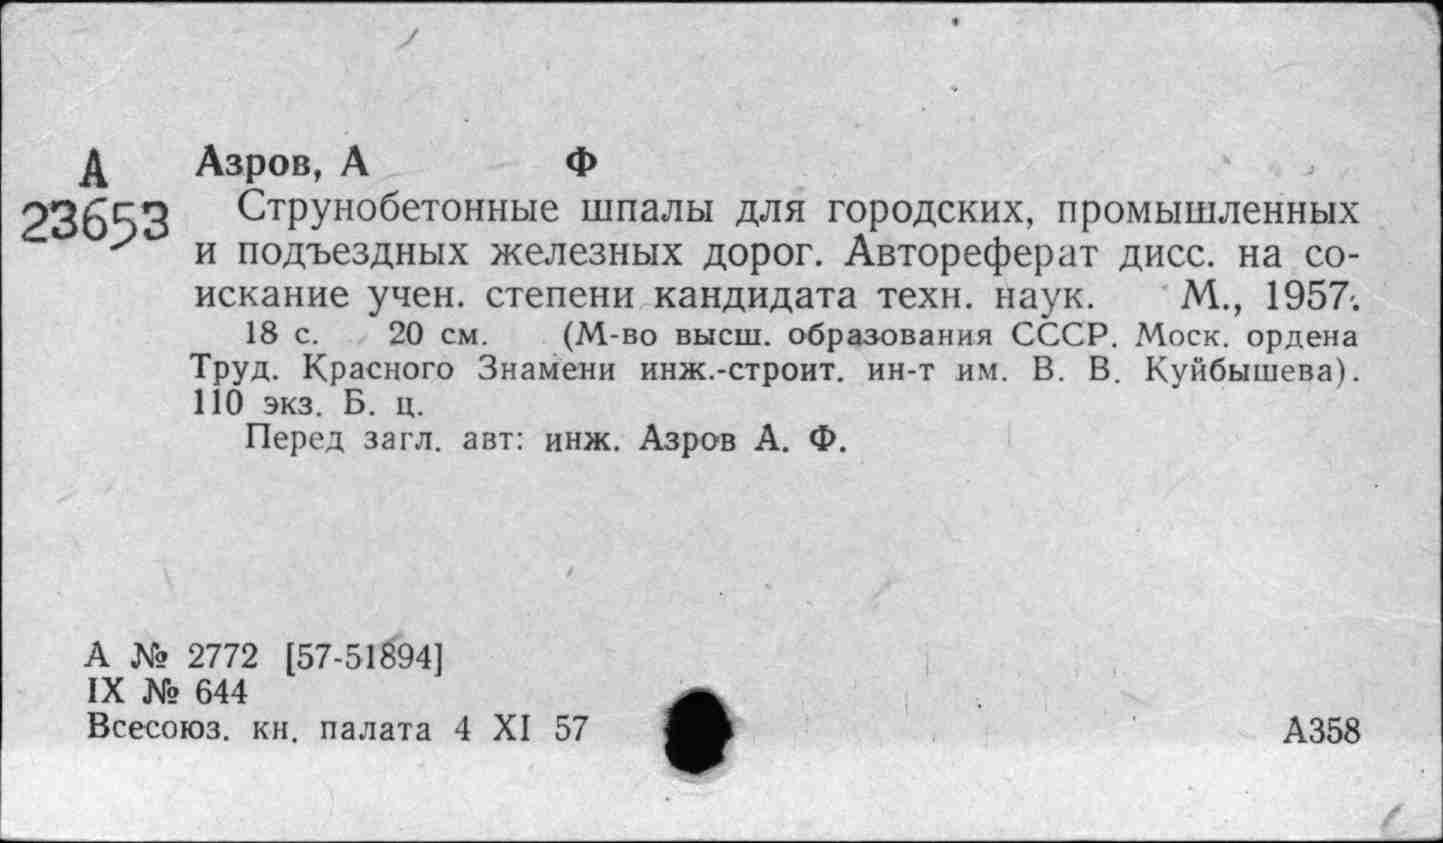 А
23653
Азров, А Ф
Струнобетонные шпалы для городских, промышленных
и подъездных железных дорог. Автореферат дисс. на со-
искание учен. степени кандидата техн. наук. М., 1957.
18 с. 20 см. (М-во высш. образования СССР. Моск. ордена
Труд. Красного Знамени инж.-строит. ин-т им. В. В. Куйбышева).
110 экз. Б. ц.
Перед загл. авт: инж. Азров А. Ф.
А № 2772 [57-51894]
IX № 644
Всесоюз. кн. палата 4 XI 57
А358